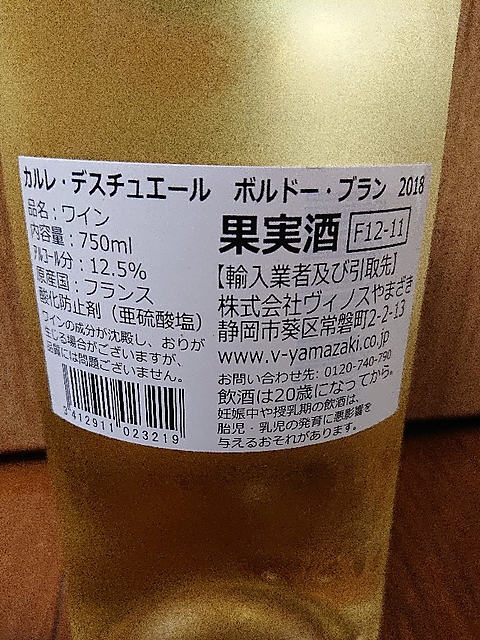 カルレ・デスチュエール ボルドー・ブラン 2018
品名：ワイン
内容量：750ml
アルコール分：12.5%
原産国：フランス
酸化防止剤（亜硫酸塩）
ワインの成分が沈殿し、おりが
生じる場合がございますが、
品質には問題ございません。
3 412911 023219
果実酒 F12-11
【輸入業者及び引取先】
株式会社ヴィノスやまざき
静岡市葵区常磐町2-2-13
www.v-yamazaki.co.jp
お問い合わせ先：0120-740-790
飲酒は20歳になってから。
妊娠中や授乳期の飲酒は、
胎児・乳児の発育に悪影響を
与えるおそれがあります。